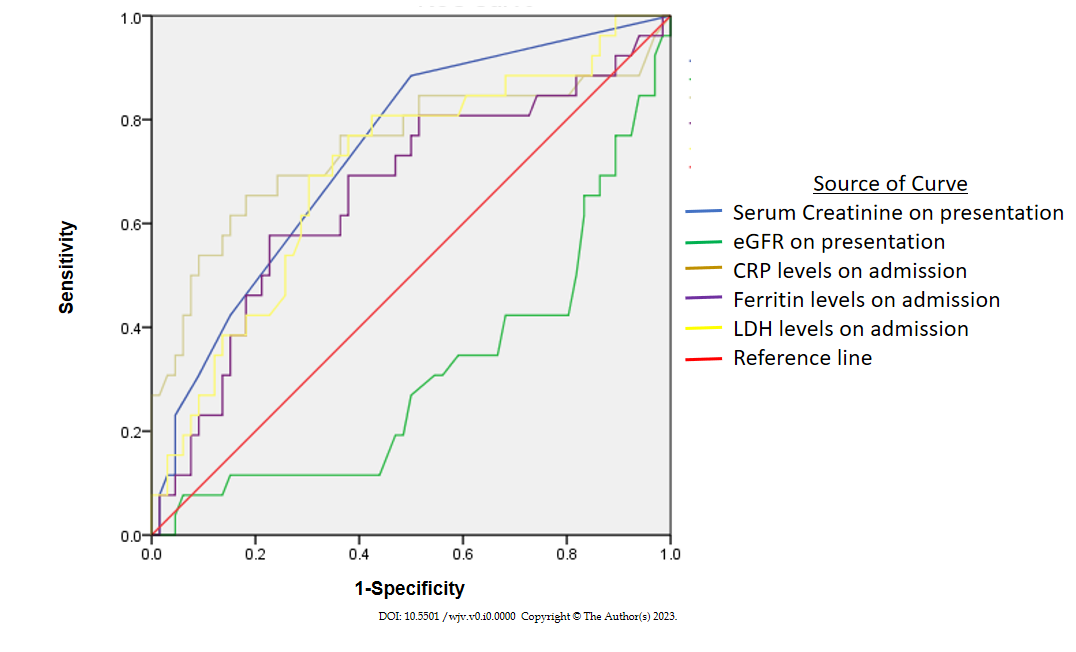 1.0
0.8
0.6
0.4
0.2
0.0
Sensitivity
0.0 0.2 0.4 0.6 0.8 1.0
1-Specificity
Source of Curve
Serum Creatinine on presentation
eGFR on presentation
CRP levels on admission
Ferritin levels on admission
LDH levels on admission
Reference line
DOI: 10.5501 /wjv.v0.i0.0000 Copyright © The Author(s) 2023.